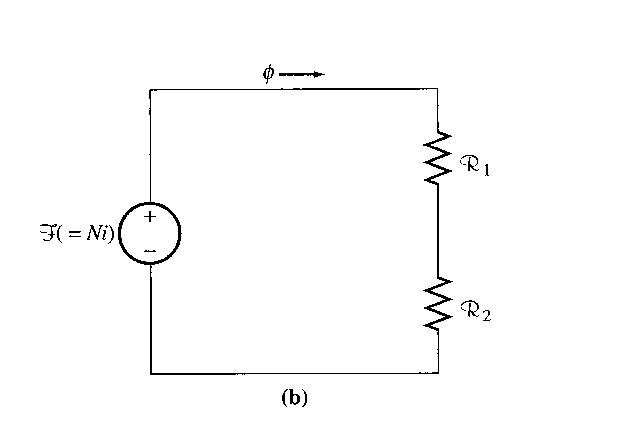 ϕ
ℛ1
ℱ( = Ni)
+
−
ℛ2
(b)